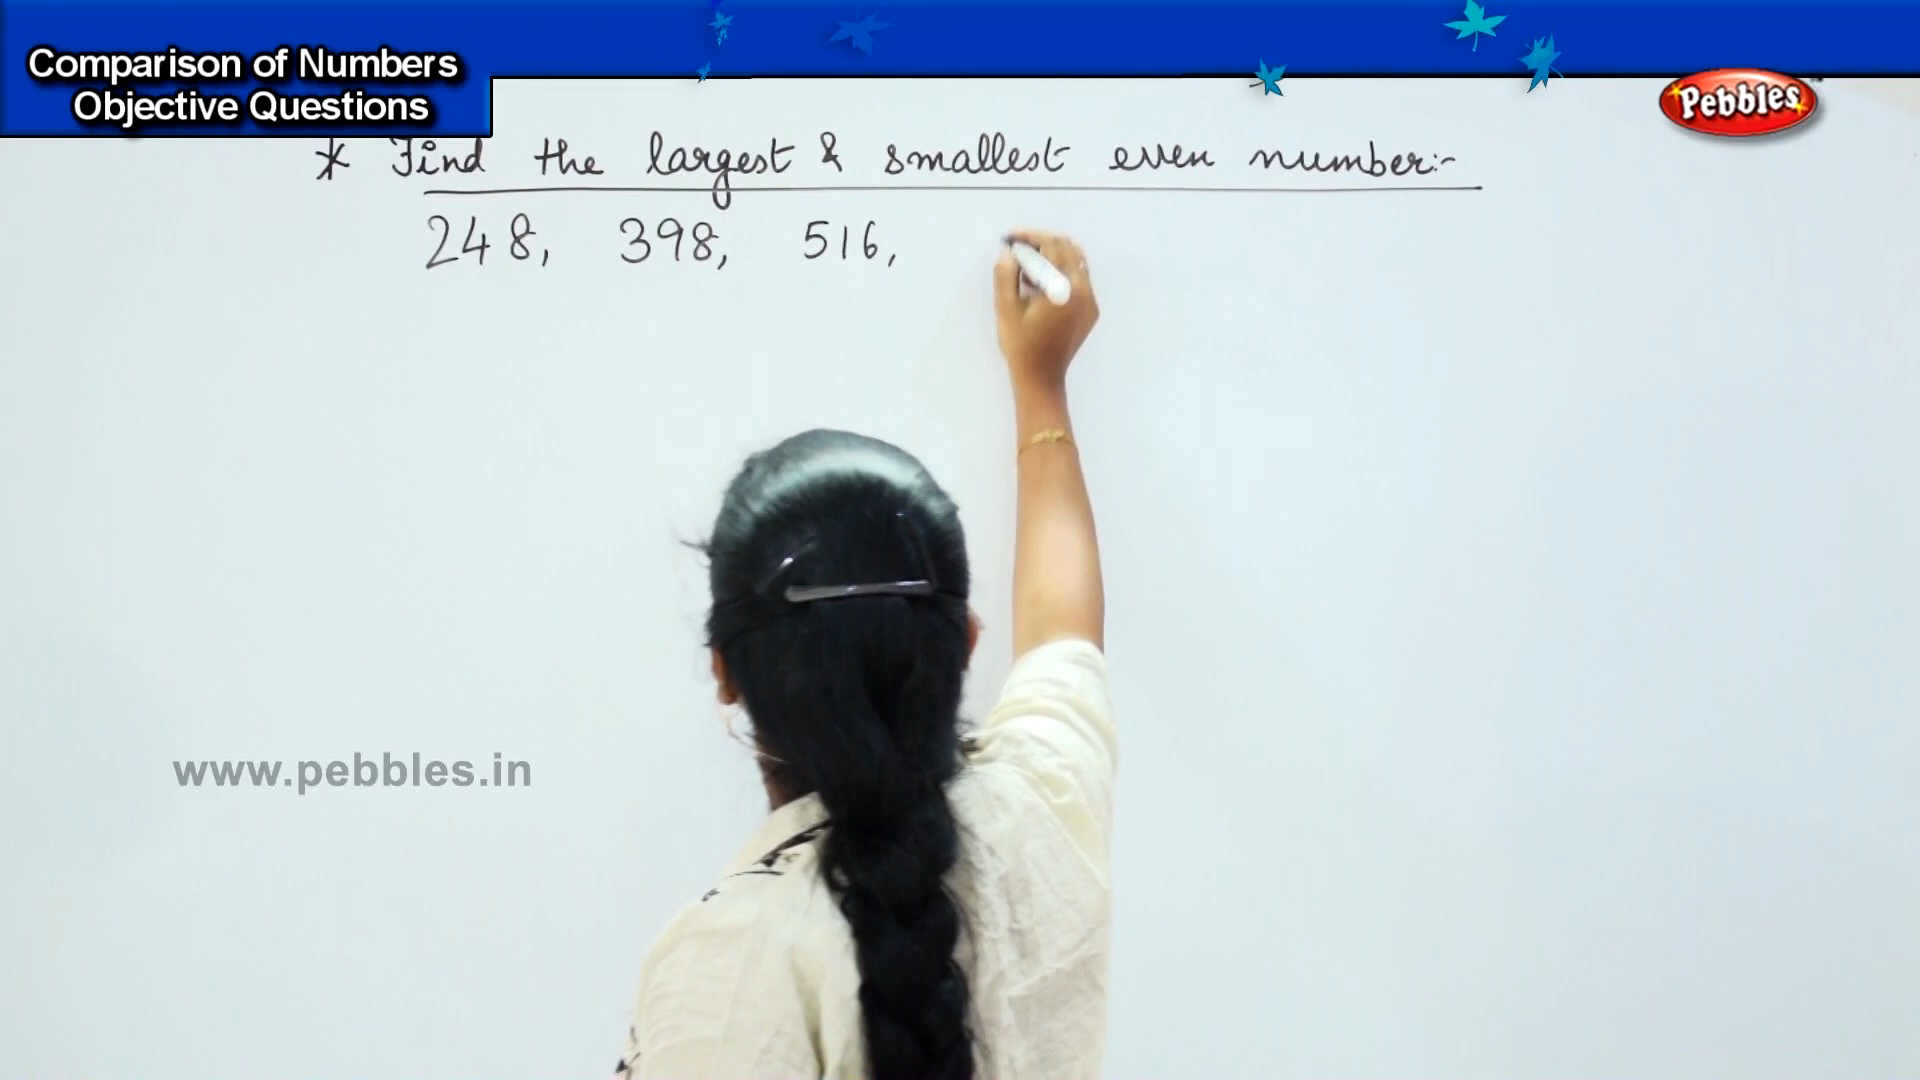 Comparison of Numbers
Objective Questions
Pebbles
* Find the largest & smallest even number:-
248, 398, 516,
www.pebbles.in